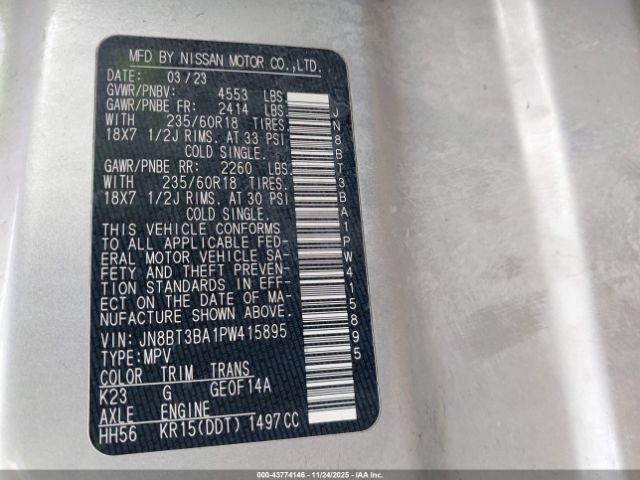 MFD BY NISSAN MOTOR CO.,LTD.
DATE: 03/23
GVWR/PNBV: 4553 LBS.
GAWR/PNBE FR: 2414 LBS.
WITH 235/60R18 TIRES.
18X7 1/2J RIMS. AT 33 PSI
COLD SINGLE.
GAWR/PNBE RR: 2260 LBS.
WITH 235/60R18 TIRES.
18X7 1/2J RIMS. AT 30 PSI
COLD SINGLE.
THIS VEHICLE CONFORMS
TO ALL APPLICABLE FED-
ERAL MOTOR VEHICLE SA-
FETY AND THEFT PREVEN-
TION STANDARDS IN EFF-
ECT ON THE DATE OF MA-
NUFACTURE SHOWN ABOVE.
VIN: JN8BT3BA1PW415895
TYPE:MPV
COLOR TRIM TRANS
K23 G GE0F14A
AXLE ENGINE
HH56 KR15(DDT) 1497CC
JN8BT3BA1PW415895
000-43774146 - 11/24/2025 - IAAI.COM